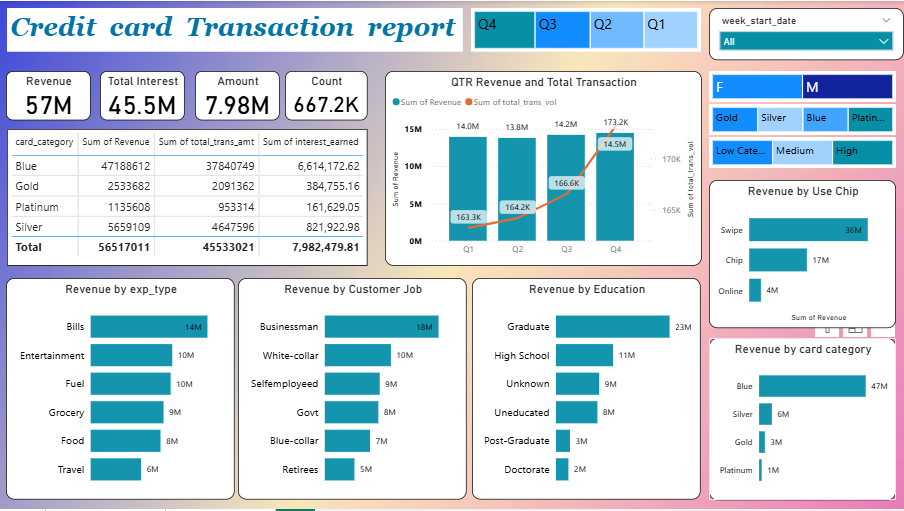 Credit card Transaction report
Q4 Q3 Q2 Q1
week_start_date
All
Revenue
57M
Total Interest
45.5M
Amount
7.98M
Count
667.2K
card_category Sum of Revenue Sum of total_trans_amt Sum of interest_earned
Blue 47188612 37840749 6,614,172.62
Gold 2533682 2091362 384,755.16
Platinum 1135608 953314 161,629.05
Silver 5659109 4647596 821,922.98
Total 56517011 45533021 7,982,479.81
QTR Revenue and Total Transaction
Sum of Revenue Sum of total_trans_vol
15M
10M
5M
0M
Sum of Revenue
14.0M 13.8M 14.2M 14.5M
163.3K 164.2K 166.6K 173.2K
Q1 Q2 Q3 Q4
170K
165K
Sum of total_trans_vol
F M
Gold Silver Blue Platin...
Low Cate... Medium High
Revenue by Use Chip
Swipe 36M
Chip 17M
Online 4M
Sum of Revenue
Revenue by exp_type
Bills 14M
Entertainment 10M
Fuel 10M
Grocery 9M
Food 8M
Travel 6M
Revenue by Customer Job
Businessman 18M
White-collar 10M
Selfemployeed 9M
Govt 8M
Blue-collar 7M
Retirees 5M
Revenue by Education
Graduate 23M
High School 11M
Unknown 9M
Uneducated 8M
Post-Graduate 3M
Doctorate 2M
Revenue by card category
Blue 47M
Silver 6M
Gold 3M
Platinum 1M